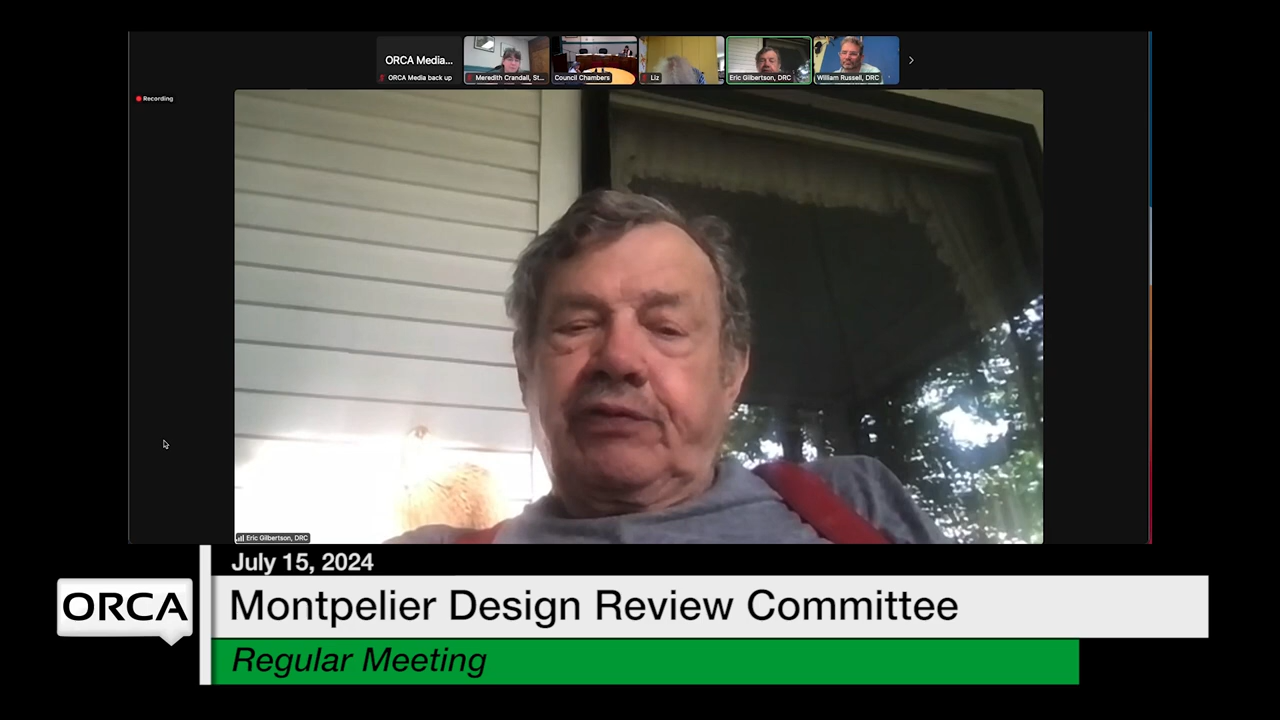 ORCA Media...
ORCA Media back up
Meredith Crandall, St...
Council Chambers
Liz
Eric Gilbertson, DRC
William Russell, DRC
Recording
Eric Gilbertson, DRC
July 15, 2024
ORCA
Montpelier Design Review Committee
Regular Meeting